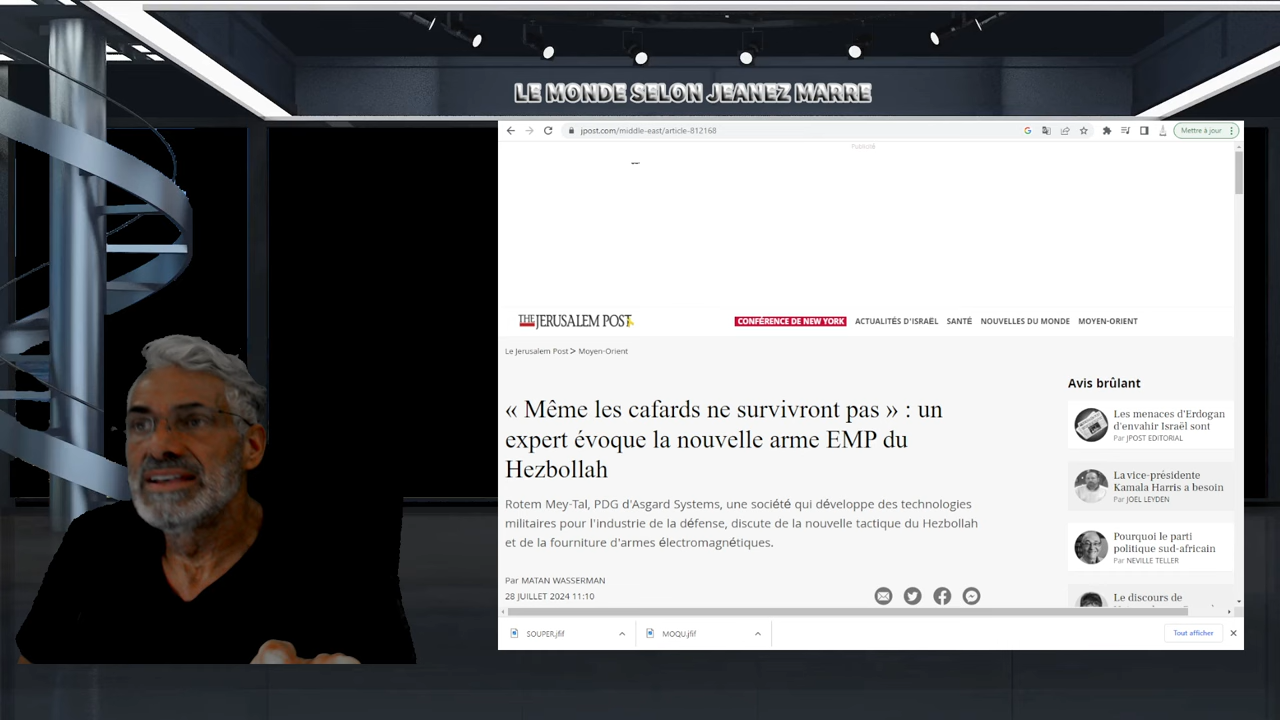 LE MONDE SELON JEANEZ MARRE
jpost.com/middle-east/article-812168
Mettre à jour
Publicité
THE JERUSALEM POST
CONFÉRENCE DE NEW YORK
ACTUALITÉS D'ISRAËL
SANTÉ
NOUVELLES DU MONDE
MOYEN-ORIENT
Le Jerusalem Post > Moyen-Orient
« Même les cafards ne survivront pas » : un
expert évoque la nouvelle arme EMP du
Hezbollah
Rotem Mey-Tal, PDG d'Asgard Systems, une société qui développe des technologies
militaires pour l'industrie de la défense, discute de la nouvelle tactique du Hezbollah
et de la fourniture d'armes électromagnétiques.
Par MATAN WASSERMAN
28 JUILLET 2024 11:10
Avis brûlant
Les menaces d'Erdogan
d'envahir Israël sont
Par JPOST EDITORIAL
La vice-présidente
Kamala Harris a besoin
Par JOEL LEYDEN
Pourquoi le parti
politique sud-africain
Par NEVILLE TELLER
Le discours de
SOUPER.jfif
MOQU.jfif
Tout afficher